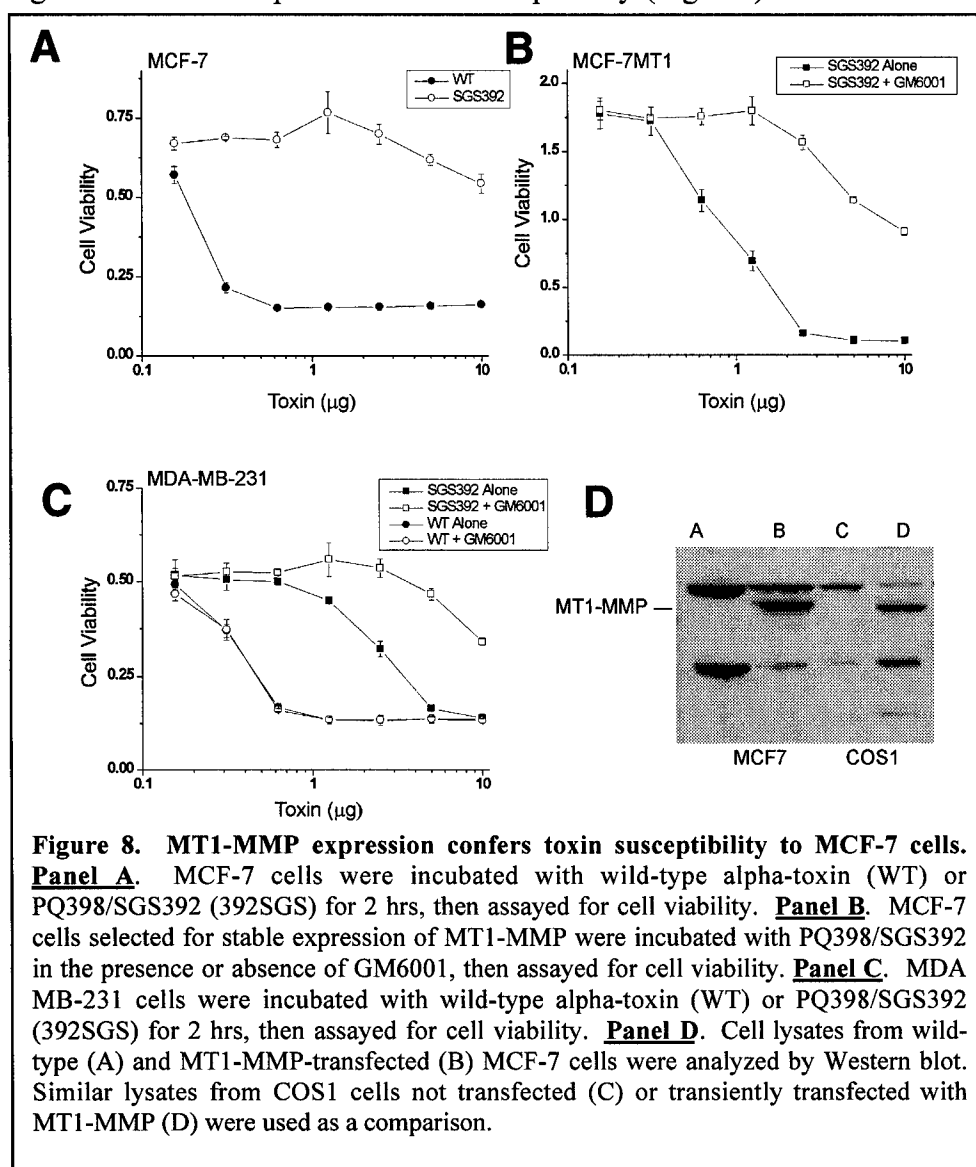 A
MCF-7
WT
SGS392
0.75
0.50
0.25
0.00
Cell Viability
0.1
1
10
Toxin (μg)
B
MCF-7MT1
SGS392 Alone
SGS392 + GM6001
2.0
1.5
1.0
0.5
0.0
Cell Viability
0.1
1
10
Toxin (μg)
C
MDA-MB-231
SGS392 Alone
SGS392 + GM6001
WT Alone
WT + GM6001
0.75
0.50
0.25
0.00
Cell Viability
0.1
1
10
Toxin (μg)
D
A B C D
MT1-MMP
MCF7 COS1
Figure 8. MT1-MMP expression confers toxin susceptibility to MCF-7 cells.
Panel A. MCF-7 cells were incubated with wild-type alpha-toxin (WT) or
PQ398/SGS392 (392SGS) for 2 hrs, then assayed for cell viability. Panel B. MCF-7
cells selected for stable expression of MT1-MMP were incubated with PQ398/SGS392
in the presence or absence of GM6001, then assayed for cell viability. Panel C. MDA
MB-231 cells were incubated with wild-type alpha-toxin (WT) or PQ398/SGS392
(392SGS) for 2 hrs, then assayed for cell viability. Panel D. Cell lysates from wild-
type (A) and MT1-MMP-transfected (B) MCF-7 cells were analyzed by Western blot.
Similar lysates from COS1 cells not transfected (C) or transiently transfected with
MT1-MMP (D) were used as a comparison.